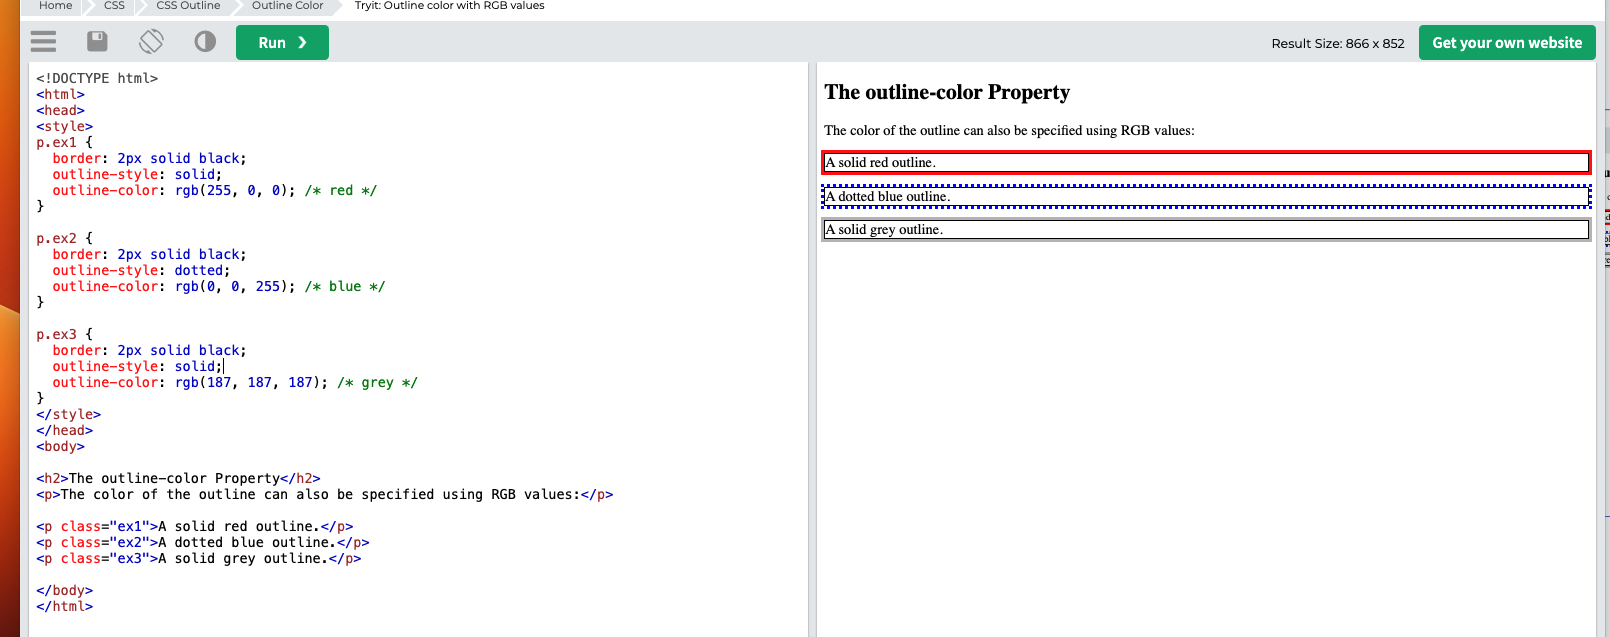 Home CSS CSS Outline Outline Color Tryit: Outline color with RGB values
Run ❯ Result Size: 866 x 852 Get your own website
<!DOCTYPE html>
<html>
<head>
<style>
p.ex1 {
  border: 2px solid black;
  outline-style: solid;
  outline-color: rgb(255, 0, 0); /* red */
}

p.ex2 {
  border: 2px solid black;
  outline-style: dotted;
  outline-color: rgb(0, 0, 255); /* blue */
}

p.ex3 {
  border: 2px solid black;
  outline-style: solid;
  outline-color: rgb(187, 187, 187); /* grey */
}
</style>
</head>
<body>

<h2>The outline-color Property</h2>
<p>The color of the outline can also be specified using RGB values:</p>

<p class="ex1">A solid red outline.</p>
<p class="ex2">A dotted blue outline.</p>
<p class="ex3">A solid grey outline.</p>

</body>
</html>
The outline-color Property
The color of the outline can also be specified using RGB values:
A solid red outline.
A dotted blue outline.
A solid grey outline.